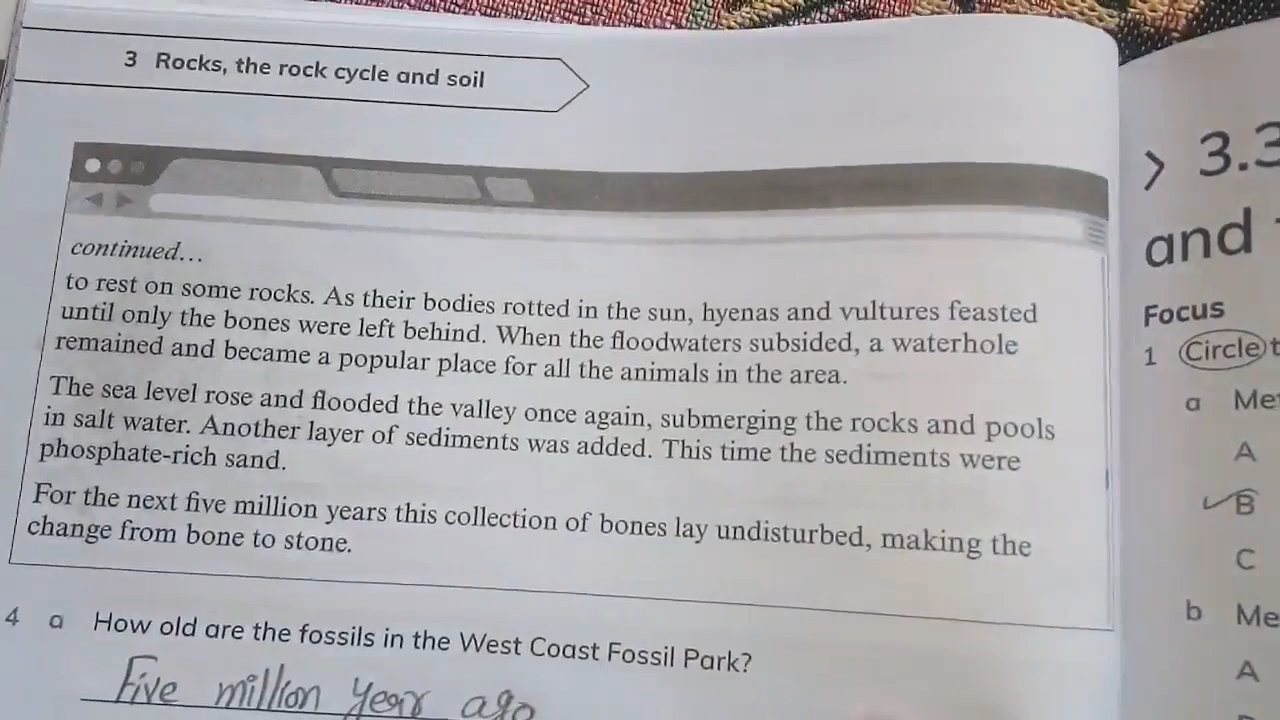 3 Rocks, the rock cycle and soil
continued...
to rest on some rocks. As their bodies rotted in the sun, hyenas and vultures feasted
until only the bones were left behind. When the floodwaters subsided, a waterhole
remained and became a popular place for all the animals in the area.
The sea level rose and flooded the valley once again, submerging the rocks and pools
in salt water. Another layer of sediments was added. This time the sediments were
phosphate-rich sand.
For the next five million years this collection of bones lay undisturbed, making the
change from bone to stone.
4 a How old are the fossils in the West Coast Fossil Park?
Five million year ago
> 3.3
and
Focus
1 Circle t
a Me
A
B
C
b Me
A